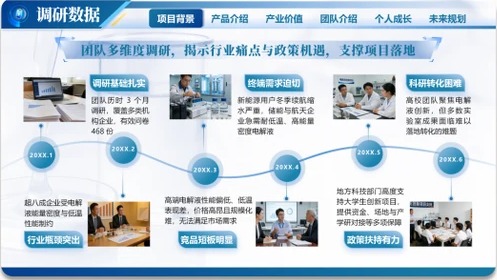 调研数据
项目背景
产品介绍
产业价值
团队介绍
个人成长
未来规划
团队多维度调研，揭示行业痛点与政策机遇，支撑项目落地
调研基础扎实
团队历时 3 个月
调研，覆盖多类机
构企业，有效问卷
468 份
终端需求迫切
新能源用户冬季续航缩
水严重，储能与航天企
业急需耐低温、高能量
密度电解液
科研转化困难
高校团队聚焦电解
液创新，但多数实
验室成果面临难以
落地转化的难题
20XX.1
20XX.2
20XX.3
20XX.4
20XX.5
20XX.6
超八成企业受电解
液能量密度与低温
性能制约
行业瓶颈突出
高端电解液性能偏低、低温
表现差，价格高昂且规模化
难，无法满足市场需求
竞品短板明显
地方科技部门高度支
持大学生创新项目，
提供资金、场地与产
学研对接等多项保障
政策扶持有力